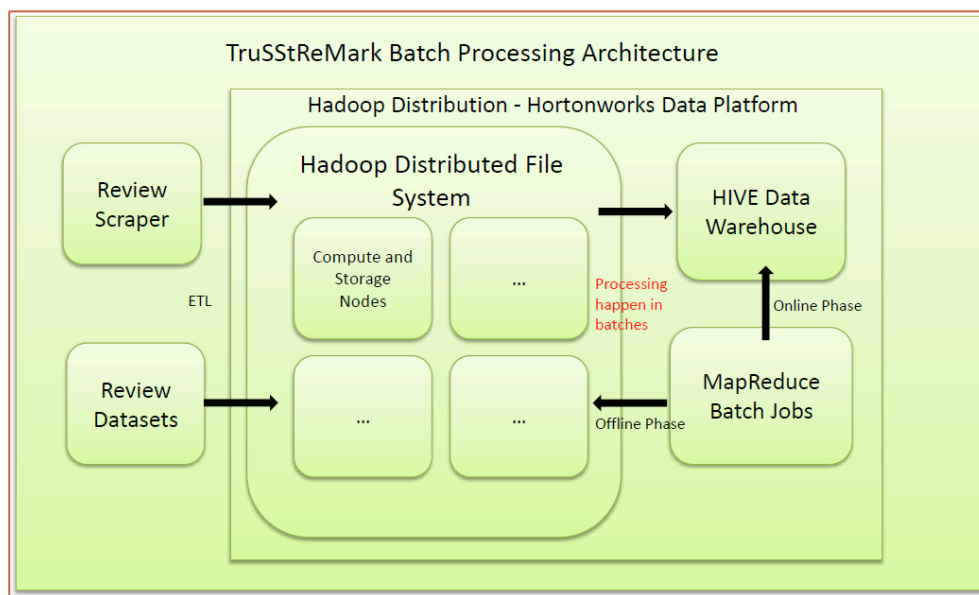 TruSStReMark Batch Processing Architecture
Hadoop Distribution - Hortonworks Data Platform
Hadoop Distributed File
System
Review
Scraper
HIVE Data
Warehouse
Compute and
Storage
Nodes
...
Processing
happen in
batches
ETL
Online Phase
Review
Datasets
...
...
Offline Phase
MapReduce
Batch Jobs